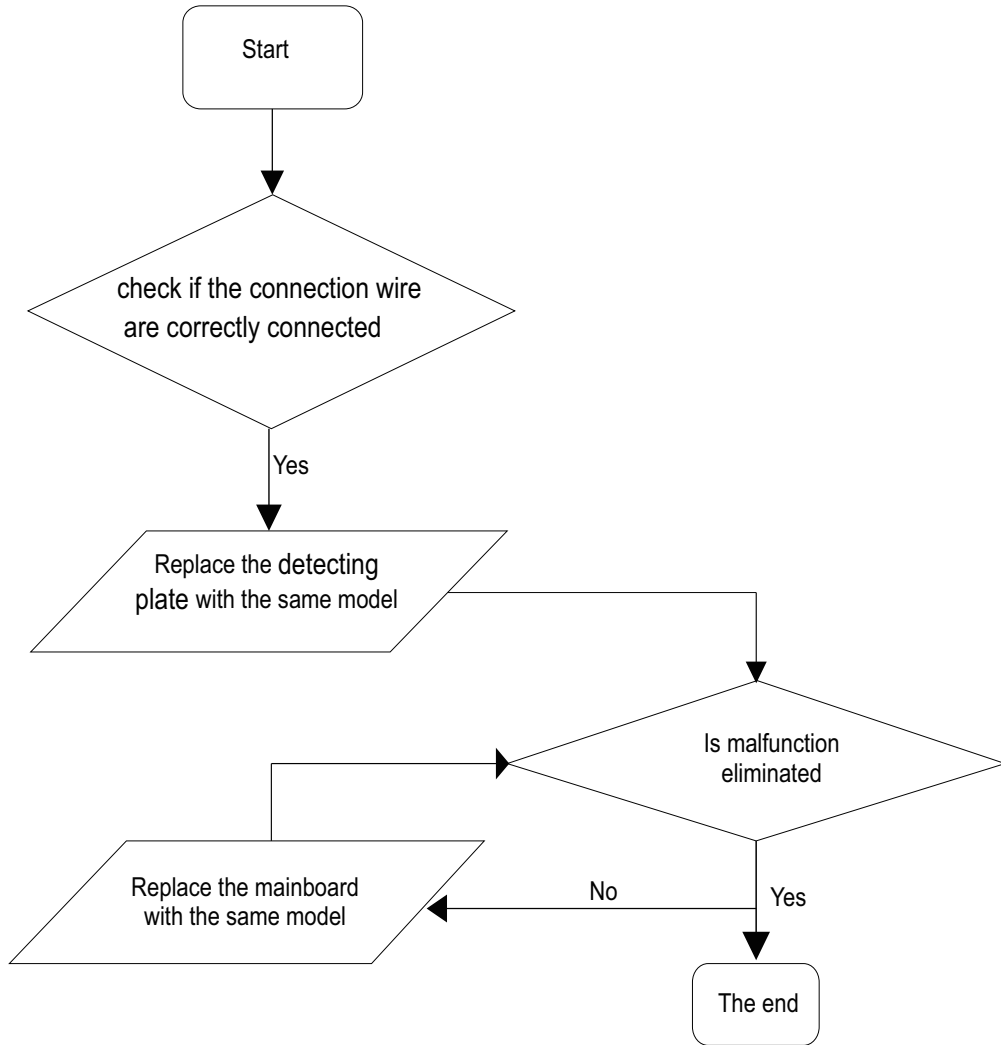 Start
check if the connection wire
are correctly connected
Yes
Replace the detecting
plate with the same model
Is malfunction
eliminated
Replace the mainboard
with the same model
No
Yes
The end